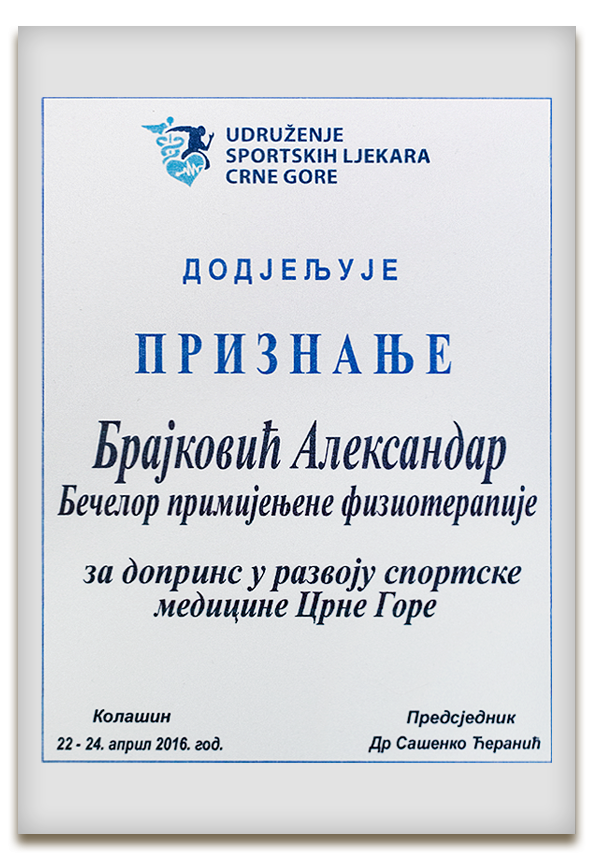 UDRUŽENJE
SPORTSKIH LJEKARA
CRNE GORE
ДОДЈЕЉУЈЕ
ПРИЗНАЊЕ
Брајковић Александар
Бечелор примијењене физиотерапије
за допринс у развоју спортске
медицине Црне Горе
Колашин
22 - 24. април 2016. год.
Предсједник
Др Сашенко Ћеранић